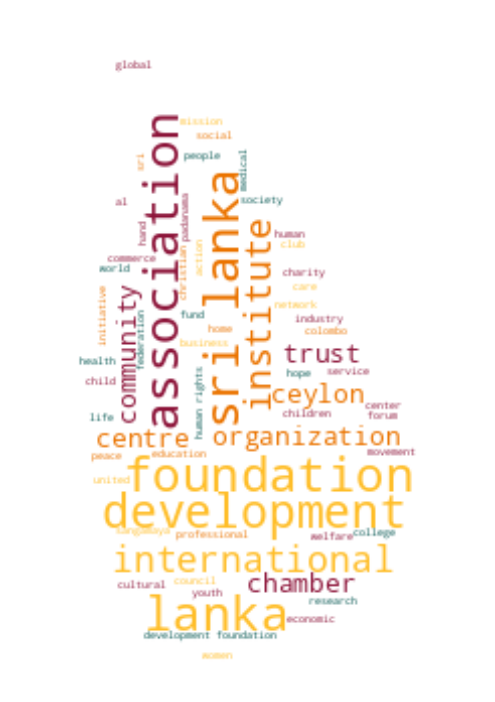 global
association
mission
social
sri
people
medical
sri lanka
al
padanama
society
hand
institute
human
club
christian
action
commerce
world
charity
care
initiative
community
network
federation
fund
industry
home
colombo
business
trust
health
human rights
hope
service
child
ceylon
center
life
children
forum
centre
organization
peace
education
movement
foundation
united
development
sangamaya
professional
welfare
college
international
cultural
council
chamber
youth
research
lanka
economic
development foundation
women